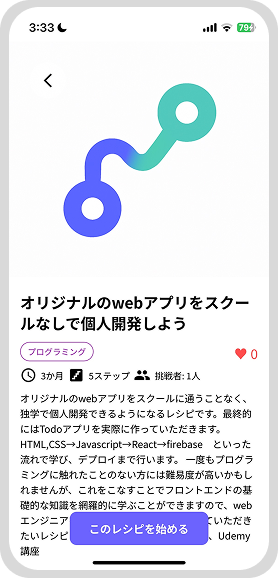 3:33
97
オリジナルのwebアプリをスクー
ルなしで個人開発しよう
プログラミング
0
3か月
5ステップ
挑戦者: 1人
オリジナルのwebアプリをスクールに通うことなく、
独学で個人開発できるようになるレシピです。最終的
にはTodoアプリを実際に作っていただきます。
HTML,CSS→Javascript→React→firebase といった
流れで学び、デプロイまで行います。 一度もプログラ
ミングに触れたことのない方には難易度が高いかもし
れませんが、これをこなすことでフロントエンドの基
礎的な知識を網羅的に学ぶことができますので、web
エンジニア
ていただき
たいレシピ
、Udemy
講座
このレシピを始める